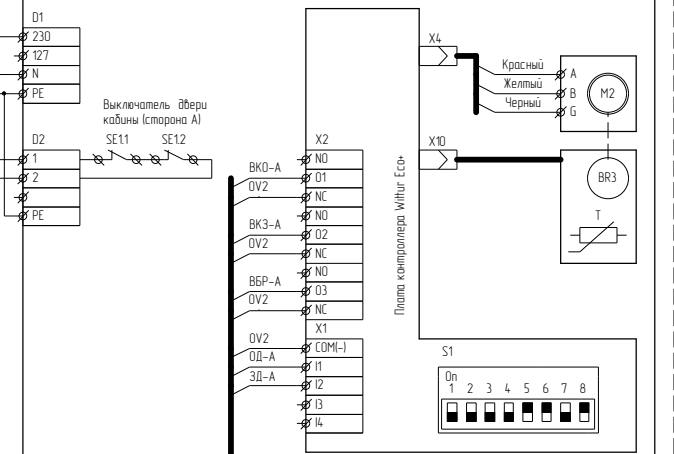 D1
230
127
N
PE
Выключатель двери
кабины (сторона А)
D2
SE1.1
SE1.2
1
2
PE
ВКО-А
0V2
ВКЗ-А
0V2
ВБР-А
0V2
0V2
ОД-А
ЗД-А
X2
NO
O1
NC
NO
O2
NC
NO
O3
NC
X1
COM(-)
I1
I2
I3
I4
Плата контроллера Wittur Eco+
X4
Красный
Желтый
Черный
A
B
G
M2
X10
BR3
T
S1
On
1 2 3 4 5 6 7 8